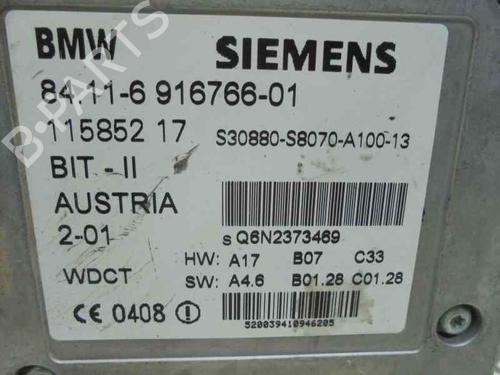 BMW SIEMENS
84.11-6 916766-01
115852 17 S30880-S8070-A100-13
BIT - II
AUSTRIA
2-01 S Q6N2373469
HW: A17 B07 C33
WDCT SW: A4.6 B01.28 C01.28
CE 0408
520039410946205
B-PARTS